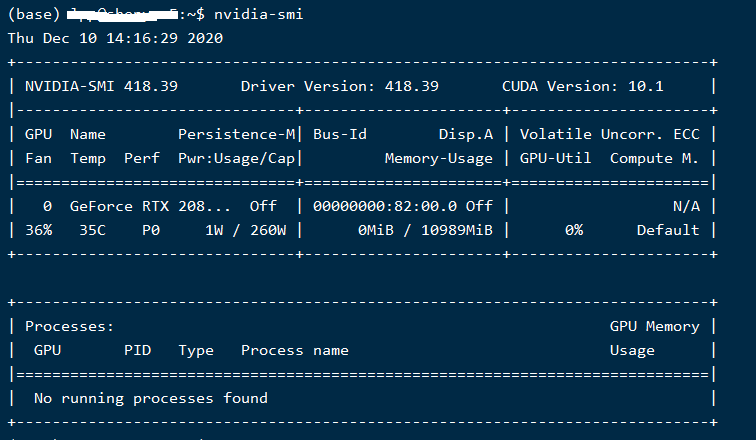 (base) :~$ nvidia-smi
Thu Dec 10 14:16:29 2020
+-----------------------------------------------------------------------------+
| NVIDIA-SMI 418.39       Driver Version: 418.39       CUDA Version: 10.1     |
|-------------------------------+----------------------+----------------------+
| GPU  Name        Persistence-M| Bus-Id        Disp.A | Volatile Uncorr. ECC |
| Fan  Temp  Perf  Pwr:Usage/Cap|         Memory-Usage | GPU-Util  Compute M. |
|===============================+======================+======================|
|   0  GeForce RTX 208...  Off  | 00000000:82:00.0 Off |                  N/A |
| 36%   35C    P0     1W / 260W |      0MiB / 10989MiB |      0%      Default |
+-------------------------------+----------------------+----------------------+
+-----------------------------------------------------------------------------+
| Processes:                                                       GPU Memory |
|  GPU       PID   Type   Process name                             Usage      |
|=============================================================================|
|  No running processes found                                                 |
+-----------------------------------------------------------------------------+